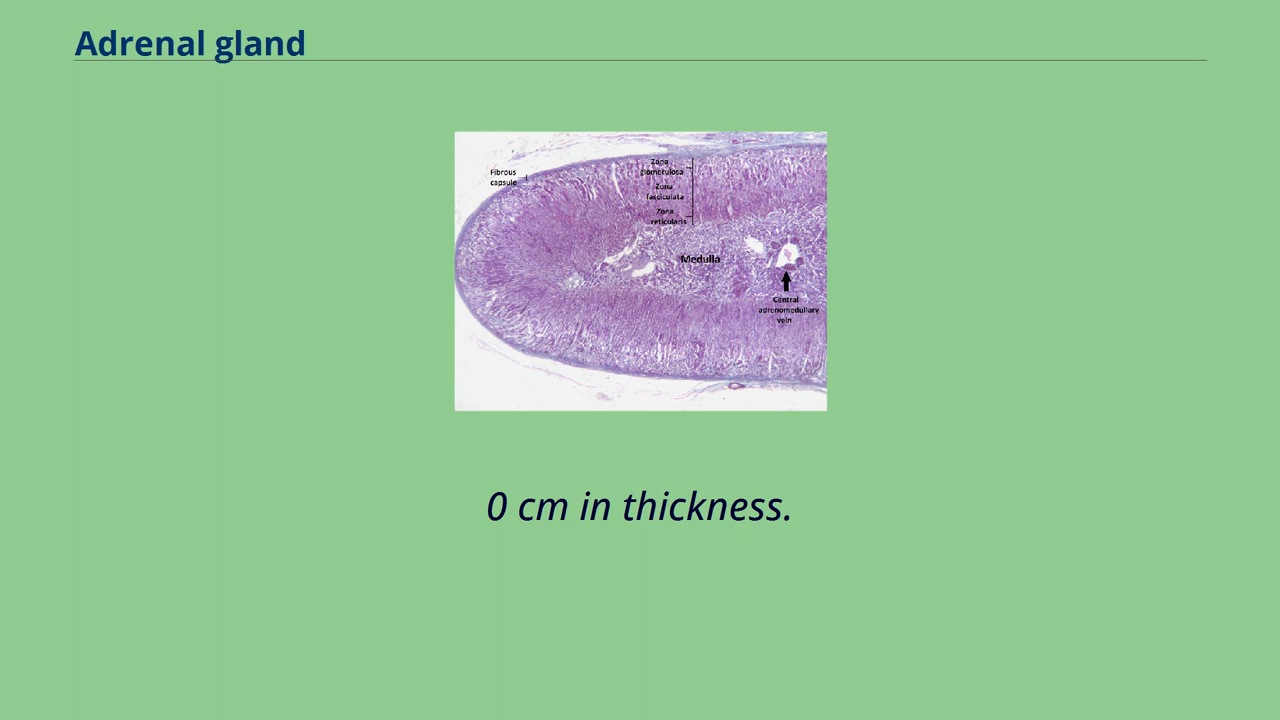 Adrenal gland
Fibrous
capsule
Zona
glomerulosa
Zona
fasciculata
Zona
reticularis
Medulla
Central
adrenomedullary
vein
0 cm in thickness.